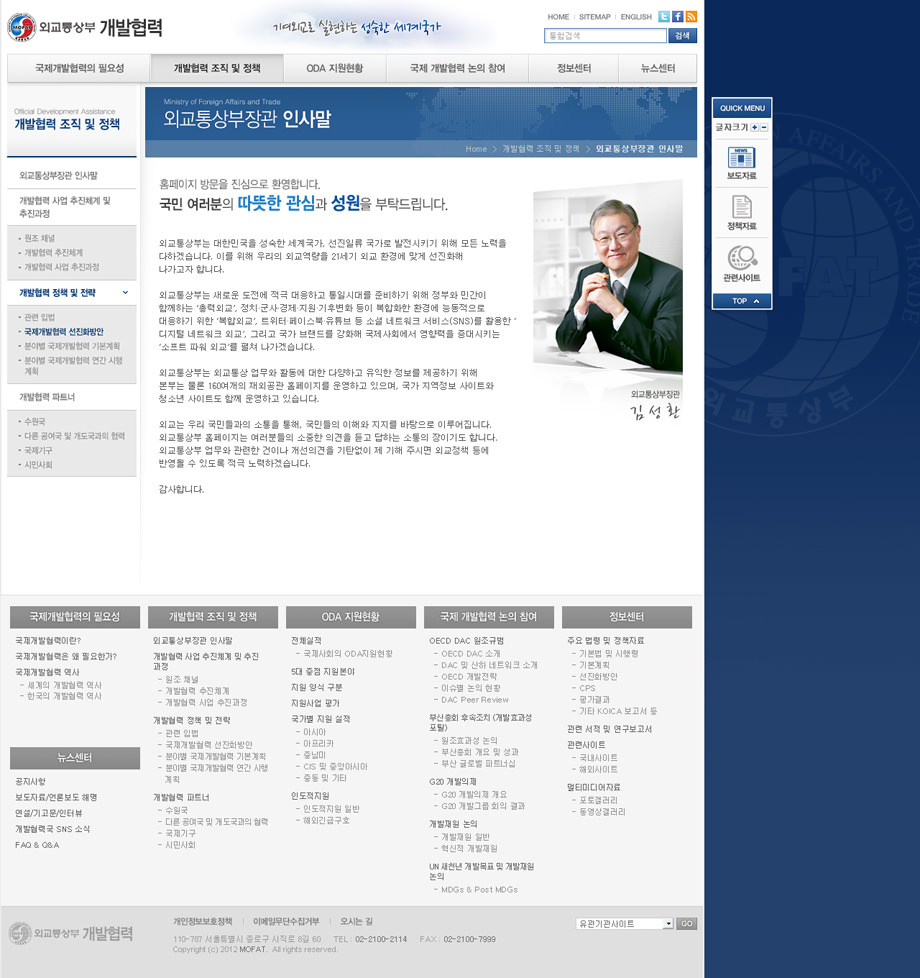 외교통상부 개발협력
기여외교로 실현하는 성숙한 세계국가
HOME | SITEMAP | ENGLISH
통합검색
검색
국제개발협력의 필요성
개발협력 조직 및 정책
ODA 지원현황
국제 개발협력 논의 참여
정보센터
뉴스센터
Official Development Assistance
개발협력 조직 및 정책
외교통상부장관 인사말
개발협력 사업 추진체계 및
추진과정
- 원조 채널
- 개발협력 추진체계
- 개발협력 사업 추진과정
개발협력 정책 및 전략
- 관련 입법
- 국제개발협력 선진화방안
- 분야별 국제개발협력 기본계획
- 분야별 국제개발협력 연간 시행
계획
개발협력 파트너
- 수원국
- 다른 공여국 및 개도국과의 협력
- 국제기구
- 시민사회
Ministry of Foreign Affairs and Trade
외교통상부장관 인사말
Home > 개발협력 조직 및 정책 > 외교통상부장관 인사말
홈페이지 방문을 진심으로 환영합니다.
국민 여러분의 따뜻한 관심과 성원을 부탁드립니다.
외교통상부는 대한민국을 성숙한 세계국가, 선진일류 국가로 발전시키기 위해 모든 노력을
다하겠습니다. 이를 위해 우리의 외교역량을 21세기 외교 환경에 맞게 선진화해
나가고자 합니다.
외교통상부는 새로운 도전에 적극 대응하고 통일시대를 준비하기 위해 정부와 민간이
함께하는 '총력외교', 정치·군사·경제·지원·기후변화 등이 복합화한 환경에 능동적으로
대응하기 위한 '복합외교', 트위터·페이스북·유튜브 등 소셜 네트워크 서비스(SNS)를 활용한 '
디지털 네트워크 외교', 그리고 국가 브랜드를 강화해 국제사회에서 영향력을 증대시키는
'소프트 파워 외교'를 펼쳐 나가겠습니다.
외교통상부는 외교통상 업무와 활동에 대한 다양하고 유익한 정보를 제공하기 위해
본부는 물론 160여개의 재외공관 홈페이지를 운영하고 있으며, 국가 지역정보 사이트와
청소년 사이트도 함께 운영하고 있습니다.
외교는 우리 국민들과의 소통을 통해, 국민들의 이해와 지지를 바탕으로 이루어집니다.
외교통상부 홈페이지는 여러분들의 소중한 의견을 듣고 답하는 소통의 장이기도 합니다.
외교통상부 업무와 관련한 건이나 개선의견을 기탄없이 제 기해 주시면 외교정책 등에
반영될 수 있도록 적극 노력하겠습니다.
감사합니다.
외교통상부장관
김성환
QUICK MENU
글자크기 + -
NEWS
보도자료
정책자료
관련사이트
TOP
외교통상부
국제개발협력의 필요성
국제개발협력이란?
국제개발협력은 왜 필요한가?
국제개발협력 역사
- 세계의 개발협력 역사
- 한국의 개발협력 역사
뉴스센터
공지사항
보도자료/언론보도 해명
연설/기고문/인터뷰
개발협력국 SNS 소식
FAQ & Q&A
개발협력 조직 및 정책
외교통상부장관 인사말
개발협력 사업 추진체계 및 추진
과정
- 원조 채널
- 개발협력 추진체계
- 개발협력 사업 추진과정
개발협력 정책 및 전략
- 관련 입법
- 국제개발협력 선진화방안
- 분야별 국제개발협력 기본계획
- 분야별 국제개발협력 연간 시행
계획
개발협력 파트너
- 수원국
- 다른 공여국 및 개도국과의 협력
- 국제기구
- 시민사회
ODA 지원현황
전체실적
- 국제사회의 ODA지원현황
5대 중점 지원분야
지원 양식 구분
지원사업 평가
국가별 지원 실적
- 아시아
- 아프리카
- 중남미
- CIS 및 중앙아시아
- 중동 및 기타
인도적지원
- 인도적지원 일반
- 해외긴급구호
국제 개발협력 논의 참여
OECD DAC 원조규범
- OECD DAC 소개
- DAC 및 산하 네트워크 소개
- OECD 개발전략
- 이슈별 논의 현황
- DAC Peer Review
부산총회 후속조치 (개발효과성
포탈)
- 원조효과성 논의
- 부산총회 개요 및 성과
- 부산 글로벌 파트너십
G20 개발의제
- G20 개발의제 개요
- G20 개발그룹 회의 결과
개발재원 논의
- 개발재원 일반
- 혁신적 개발재원
UN 새천년 개발목표 및 개발재원
논의
- MDGs & Post MDGs
정보센터
주요 법령 및 정책자료
- 기본법 및 시행령
- 기본계획
- 선진화방안
- CPS
- 평가결과
- 기타 KOICA 보고서 등
관련 서적 및 연구보고서
관련사이트
- 국내사이트
- 해외사이트
멀티미디어자료
- 포토갤러리
- 동영상갤러리
외교통상부 개발협력
개인정보보호정책 | 이메일무단수집거부 | 오시는 길
110-787 서울특별시 종로구 사직로 8길 60 TEL : 02-2100-2114 FAX : 02-2100-7999
Copyright (c) 2012 MOFAT. All rights reserved.
유관기관사이트
GO